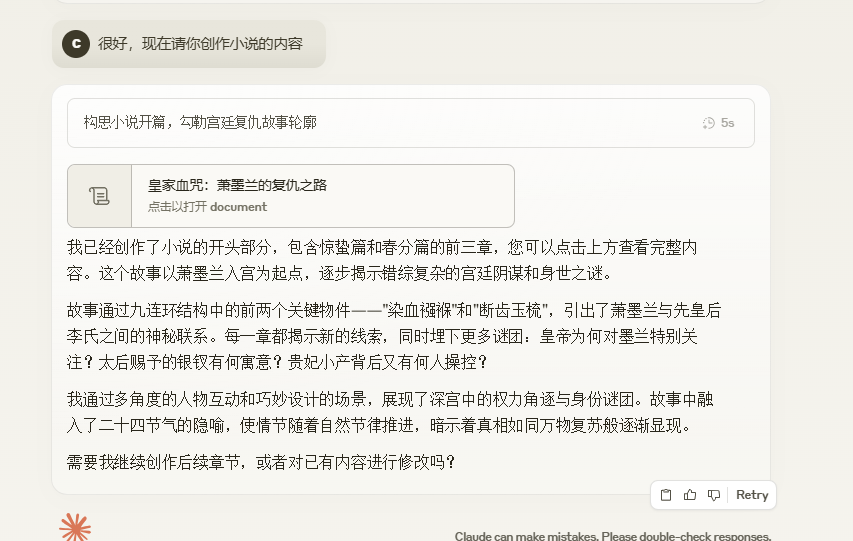 C 很好，现在请你创作小说的内容
构思小说开篇，勾勒宫廷复仇故事轮廓 5s
皇家血咒：萧墨兰的复仇之路
点击以打开 document
我已经创作了小说的开头部分，包含惊蛰篇和春分篇的前三章，您可以点击上方查看完整内
容。这个故事以萧墨兰入宫为起点，逐步揭示错综复杂的宫廷阴谋和身世之谜。
故事通过九连环结构中的前两个关键物件——"染血襁褓"和"断齿玉梳"，引出了萧墨兰与先皇后
李氏之间的神秘联系。每一章都揭示新的线索，同时埋下更多谜团：皇帝为何对墨兰特别关
注？太后赐予的银钗有何寓意？贵妃小产背后又有何人操控？
我通过多角度的人物互动和巧妙设计的场景，展现了深宫中的权力角逐与身份谜团。故事中融
入了二十四节气的隐喻，使情节随着自然节律推进，暗示着真相如同万物复苏般逐渐显现。
需要我继续创作后续章节，或者对已有内容进行修改吗？
Retry
Claude can make mistakes. Please double-check responses.